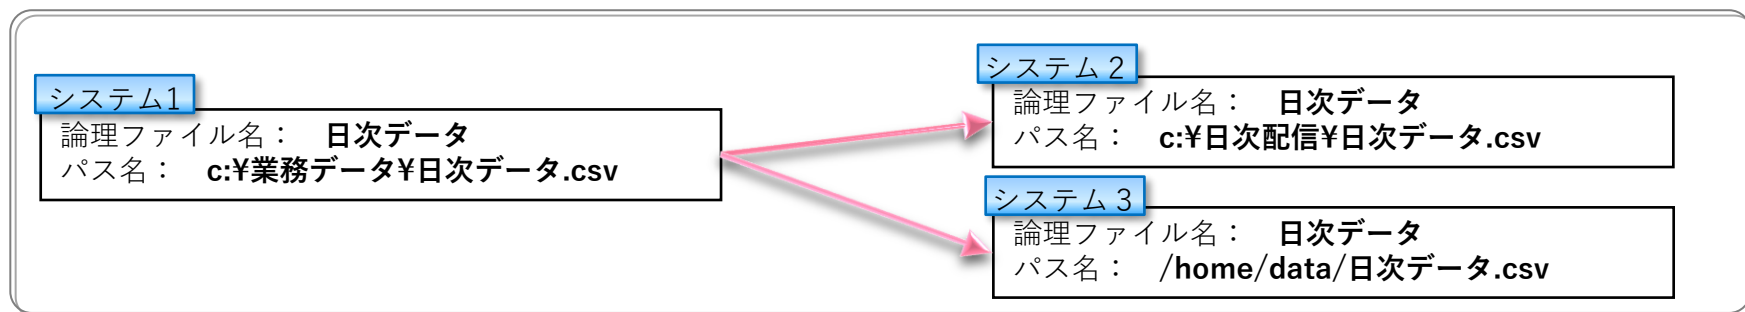 システム1
論理ファイル名： 日次データ
パス名： c:¥業務データ¥日次データ.csv
システム２
論理ファイル名： 日次データ
パス名： c:¥日次配信¥日次データ.csv
システム３
論理ファイル名： 日次データ
パス名： /home/data/日次データ.csv